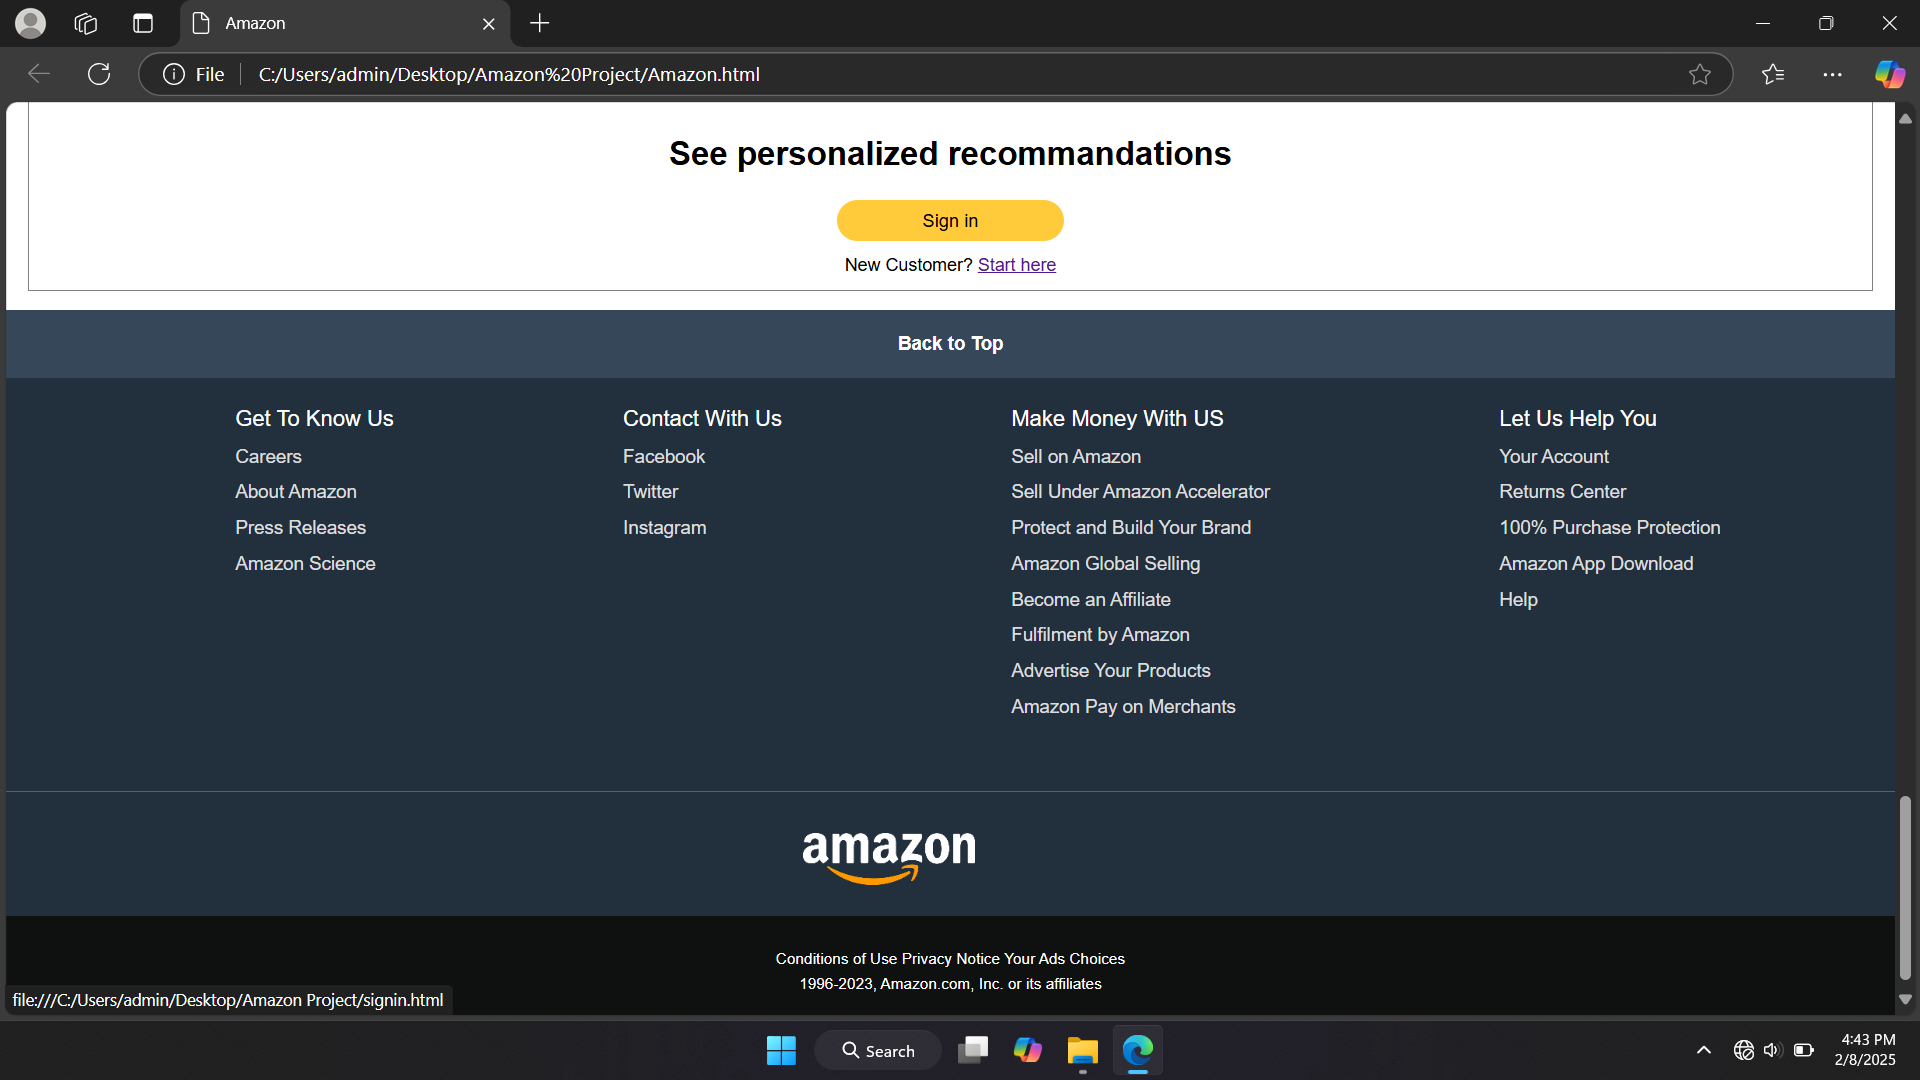 Amazon
File
C:/Users/admin/Desktop/Amazon%20Project/Amazon.html
See personalized recommandations
Sign in
New Customer? Start here
Back to Top
Get To Know Us
Careers
About Amazon
Press Releases
Amazon Science
Contact With Us
Facebook
Twitter
Instagram
Make Money With US
Sell on Amazon
Sell Under Amazon Accelerator
Protect and Build Your Brand
Amazon Global Selling
Become an Affiliate
Fulfilment by Amazon
Advertise Your Products
Amazon Pay on Merchants
Let Us Help You
Your Account
Returns Center
100% Purchase Protection
Amazon App Download
Help
amazon
Conditions of Use Privacy Notice Your Ads Choices
1996-2023, Amazon.com, Inc. or its affiliates
file:///C:/Users/admin/Desktop/Amazon Project/signin.html
Search
4:43 PM
2/8/2025